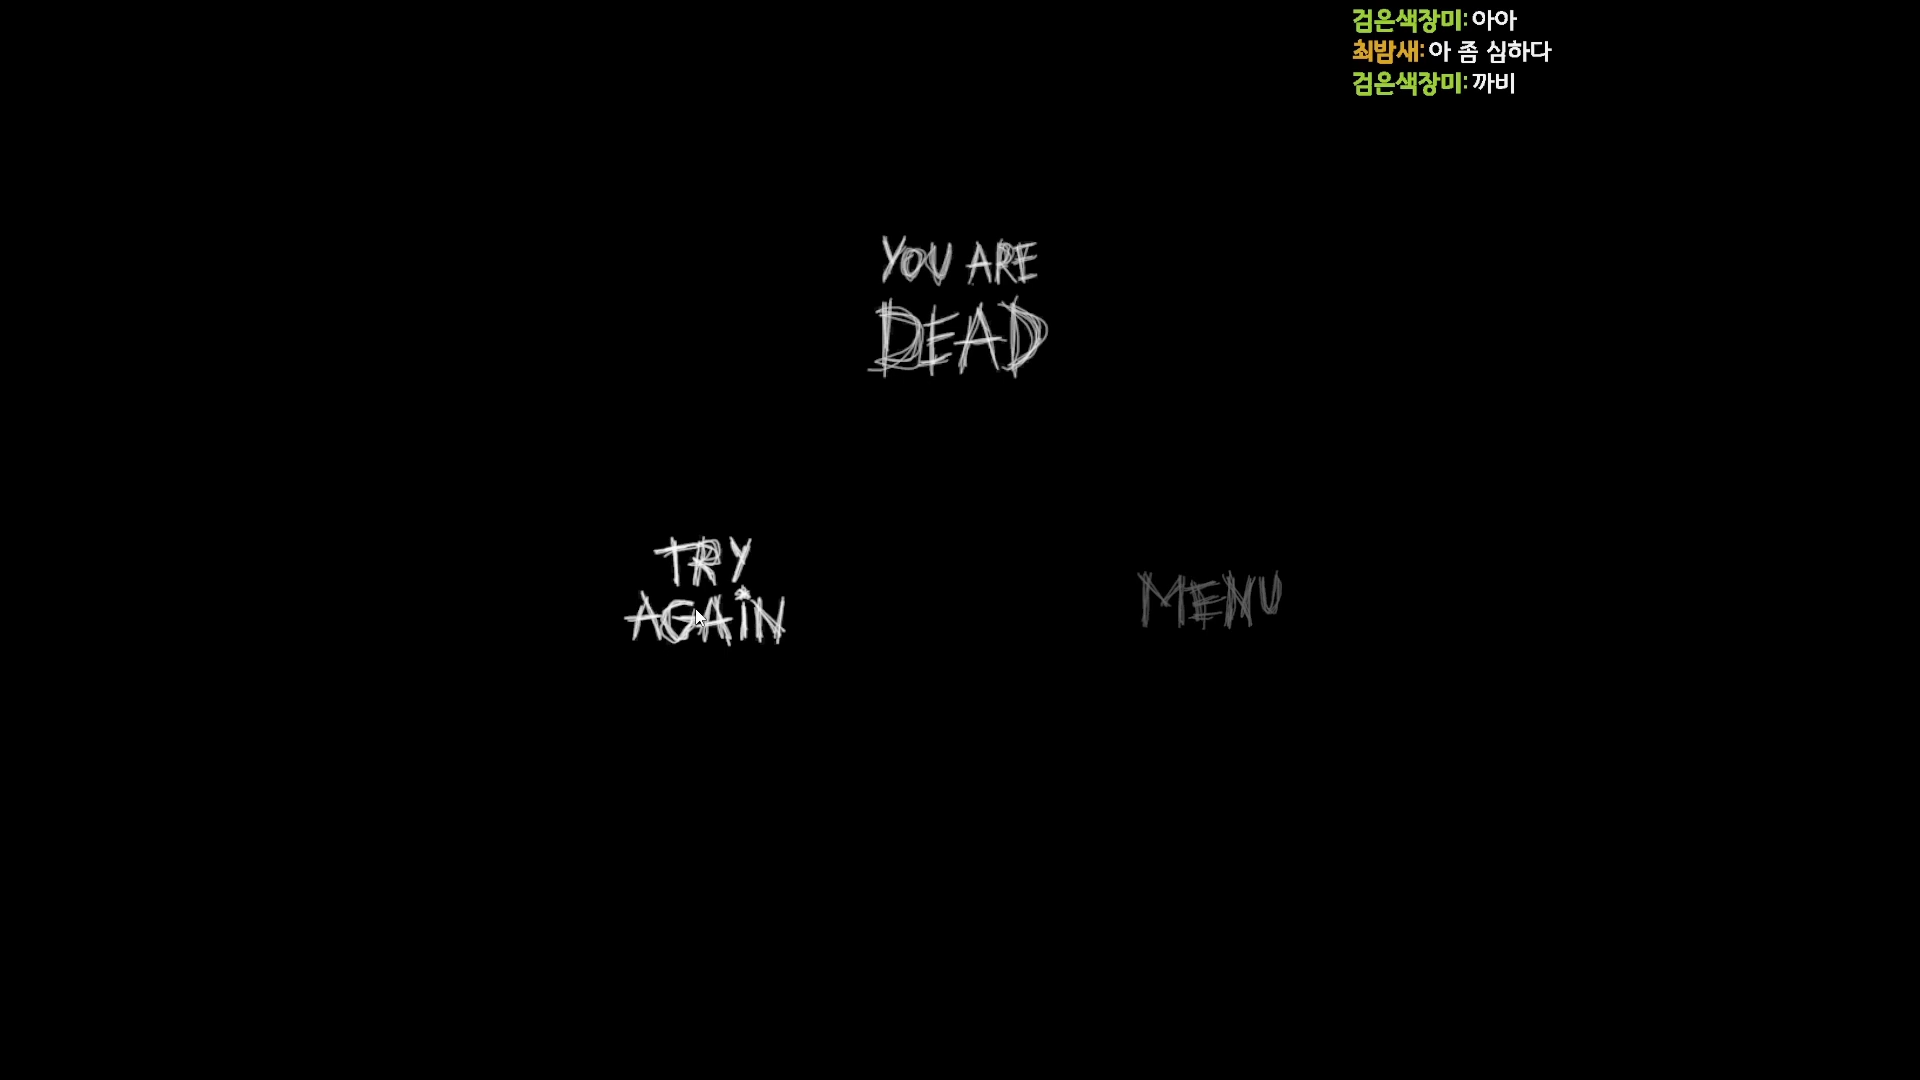 검은색장미: 아아
최밤새: 아 좀 심하다
검은색장미: 까비
YOU ARE
DEAD
TRY
AGAiN
MENU